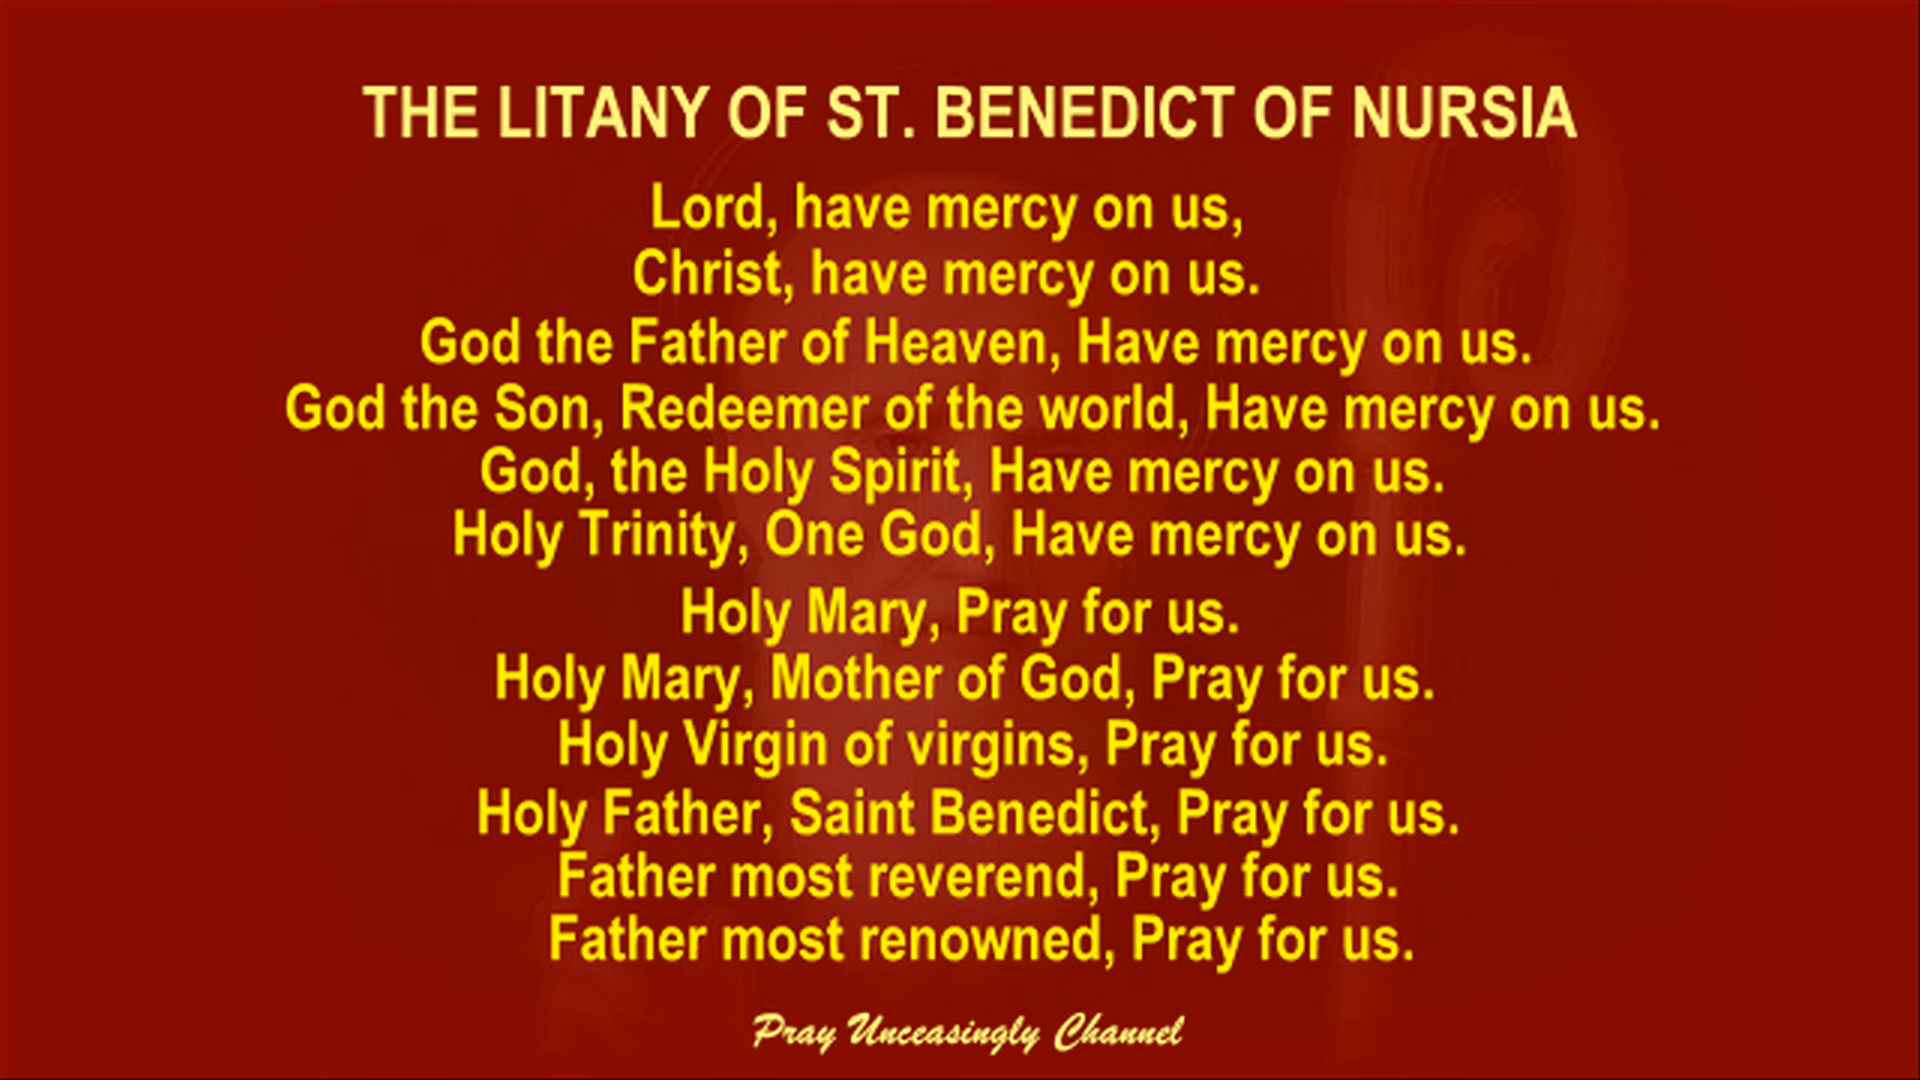 THE LITANY OF ST. BENEDICT OF NURSIA
Lord, have mercy on us,
Christ, have mercy on us.
God the Father of Heaven, Have mercy on us.
God the Son, Redeemer of the world, Have mercy on us.
God, the Holy Spirit, Have mercy on us.
Holy Trinity, One God, Have mercy on us.
Holy Mary, Pray for us.
Holy Mary, Mother of God, Pray for us.
Holy Virgin of virgins, Pray for us.
Holy Father, Saint Benedict, Pray for us.
Father most reverend, Pray for us.
Father most renowned, Pray for us.
Pray Unceasingly Channel